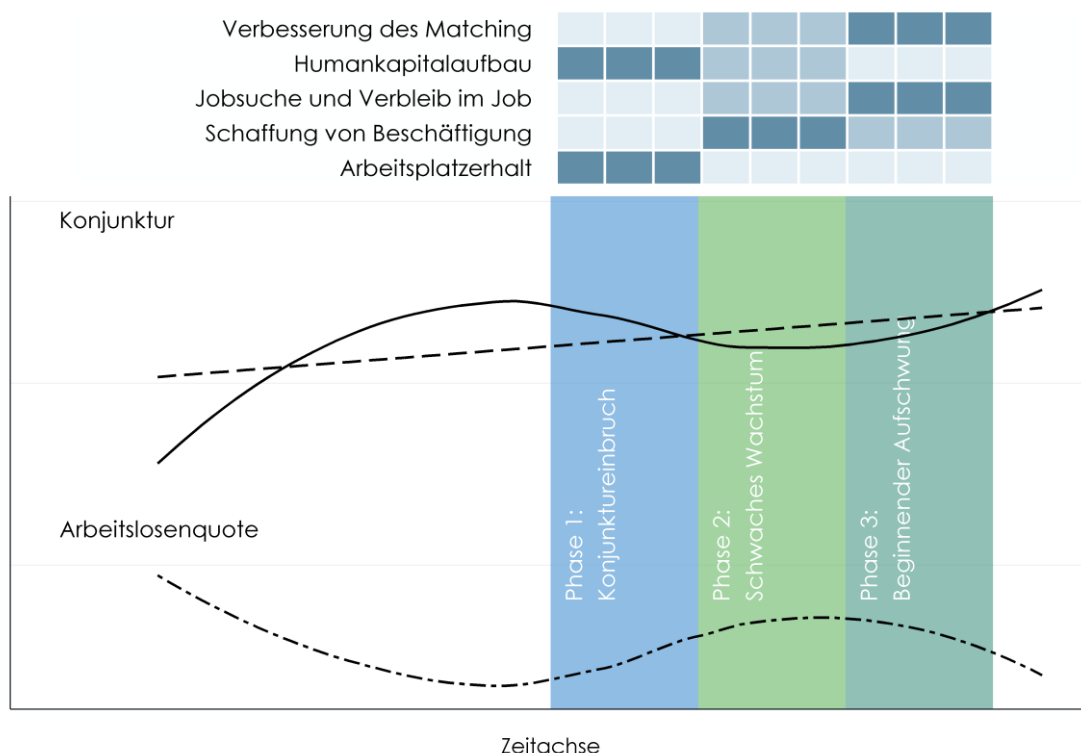 Verbesserung des Matching
Humankapitalaufbau
Jobsuche und Verbleib im Job
Schaffung von Beschäftigung
Arbeitsplatzerhalt
Konjunktur
Arbeitslosenquote
Phase 1:
Konjunktureinbruch
Phase 2:
Schwaches Wachstum
Phase 3:
Beginnender Aufschwung
Zeitachse